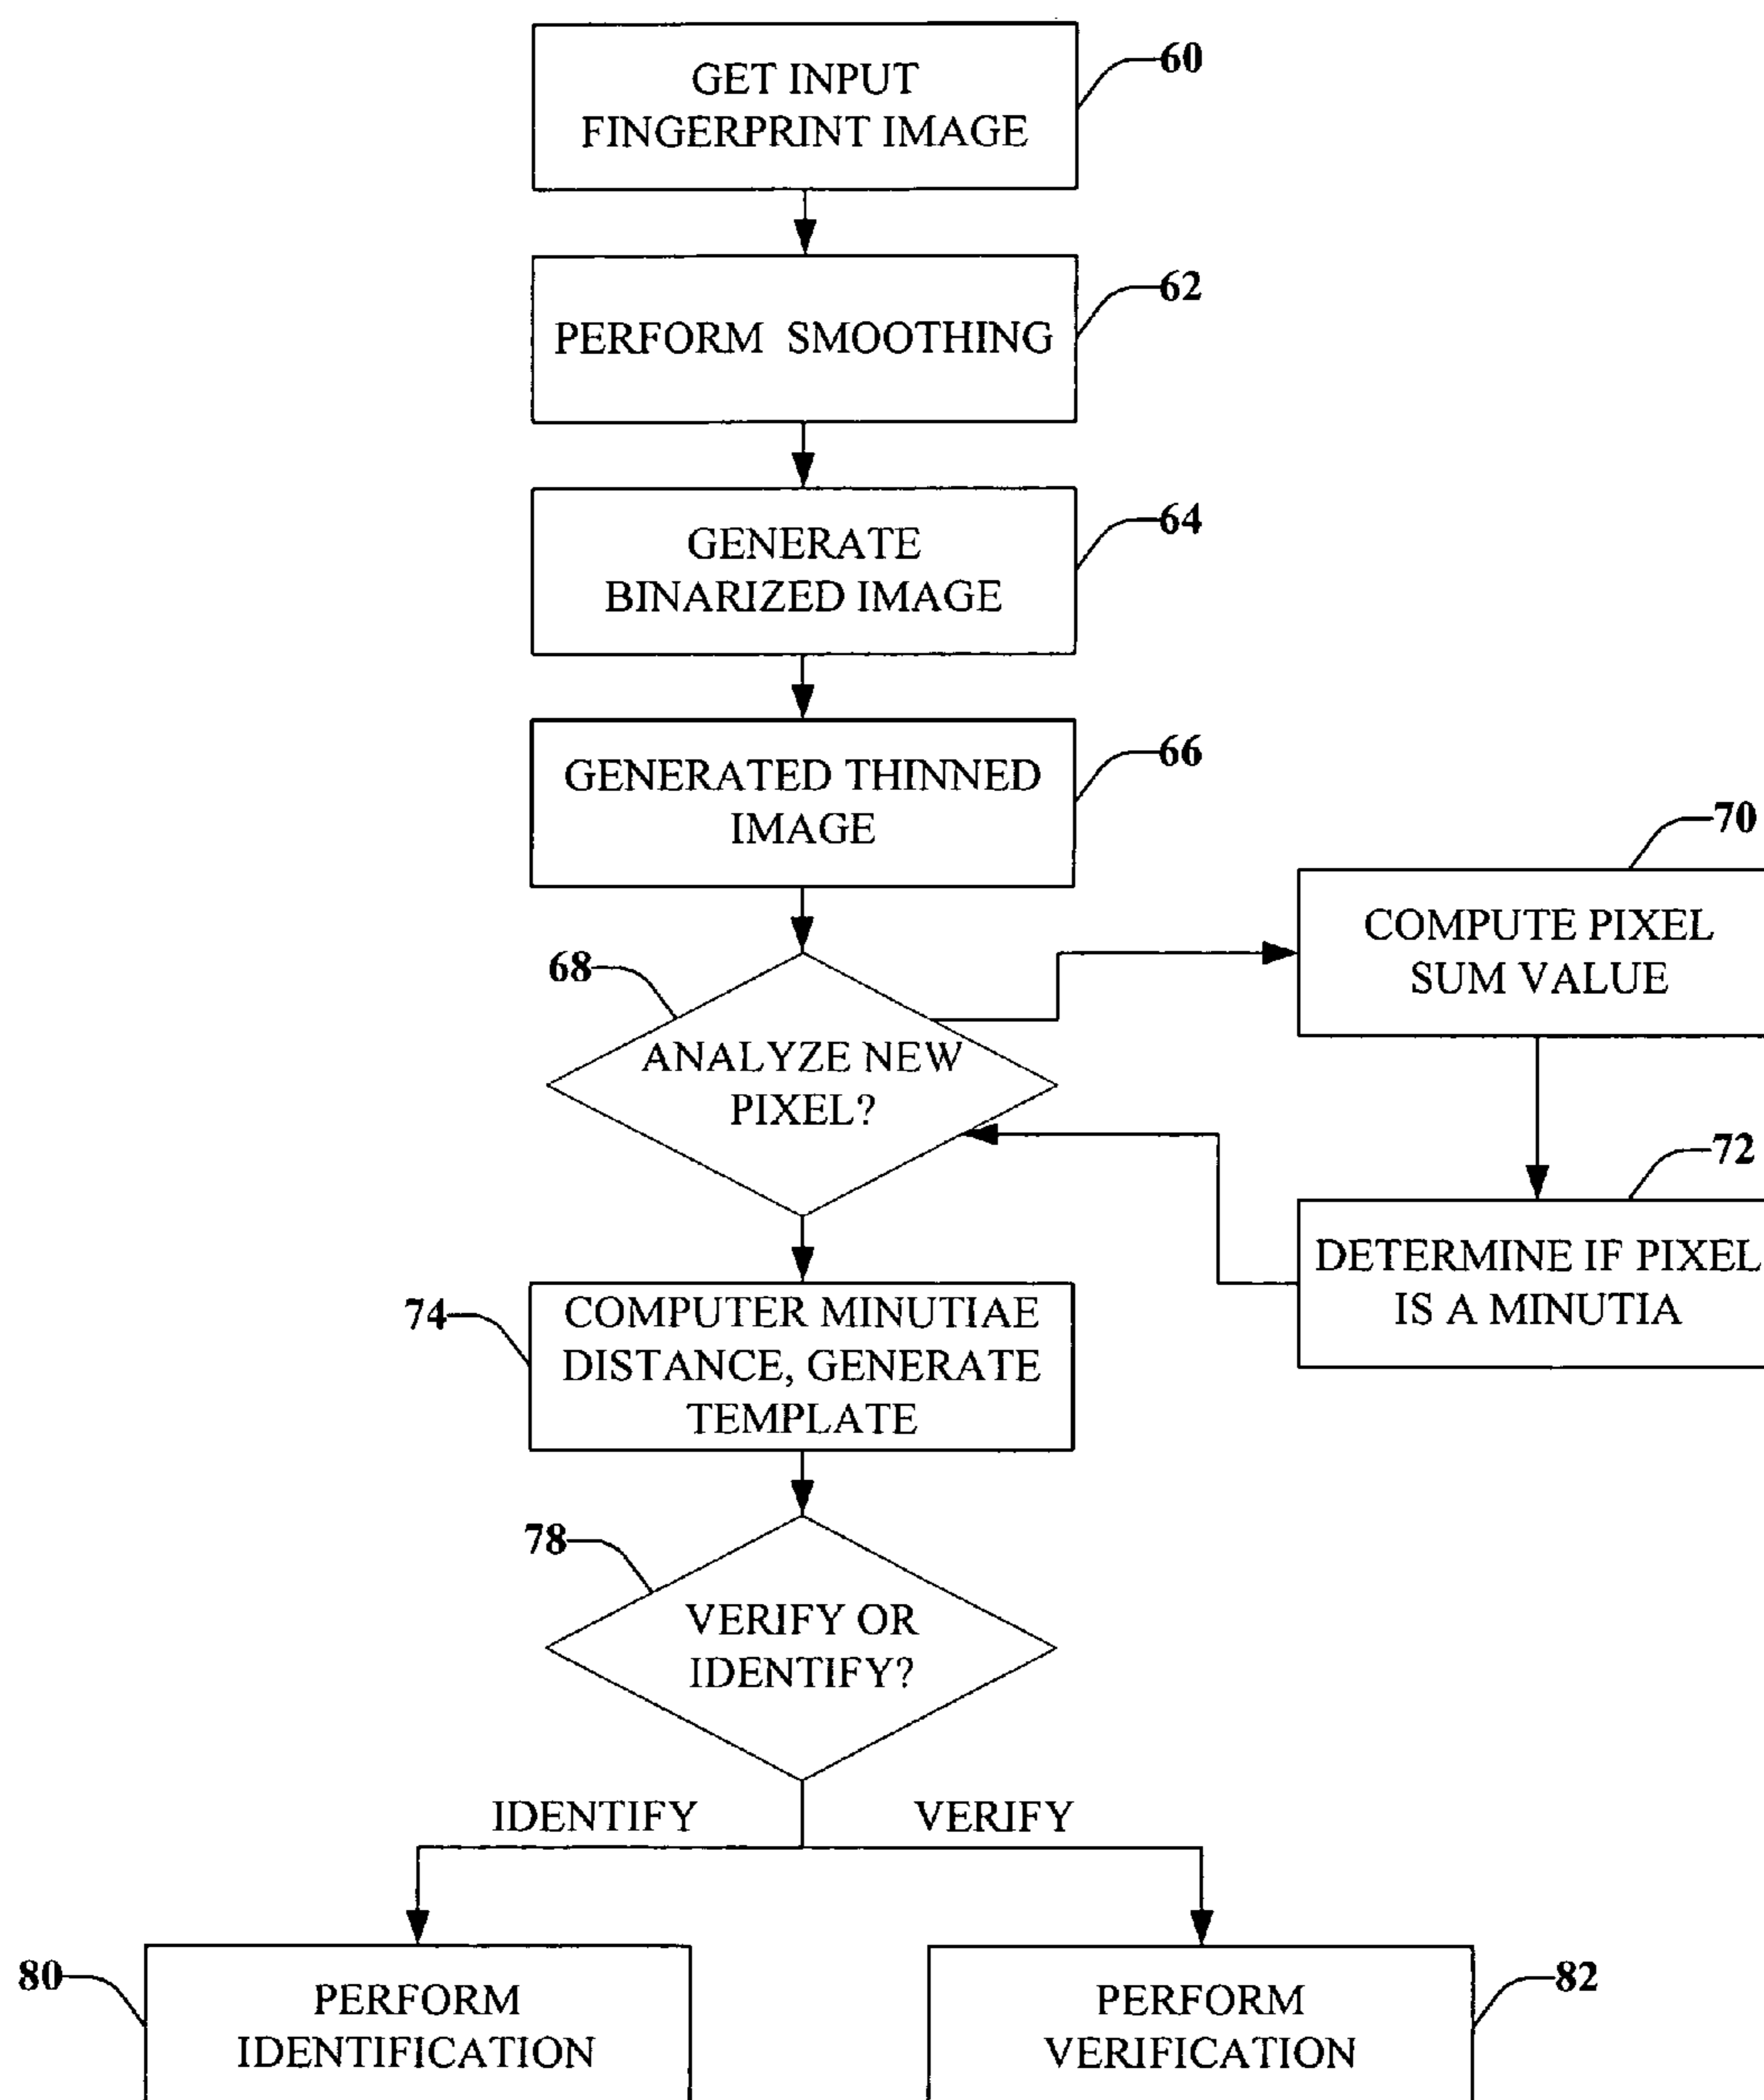 GET INPUT
FINGERPRINT IMAGE
60
PERFORM SMOOTHING
62
GENERATE
BINARIZED IMAGE
64
GENERATED THINNED
IMAGE
66
68
ANALYZE NEW
PIXEL?
70
COMPUTE PIXEL
SUM VALUE
72
DETERMINE IF PIXEL
IS A MINUTIA
74
COMPUTER MINUTIAE
DISTANCE, GENERATE
TEMPLATE
78
VERIFY OR
IDENTIFY?
IDENTIFY
VERIFY
80
PERFORM
IDENTIFICATION
PERFORM
VERIFICATION
82